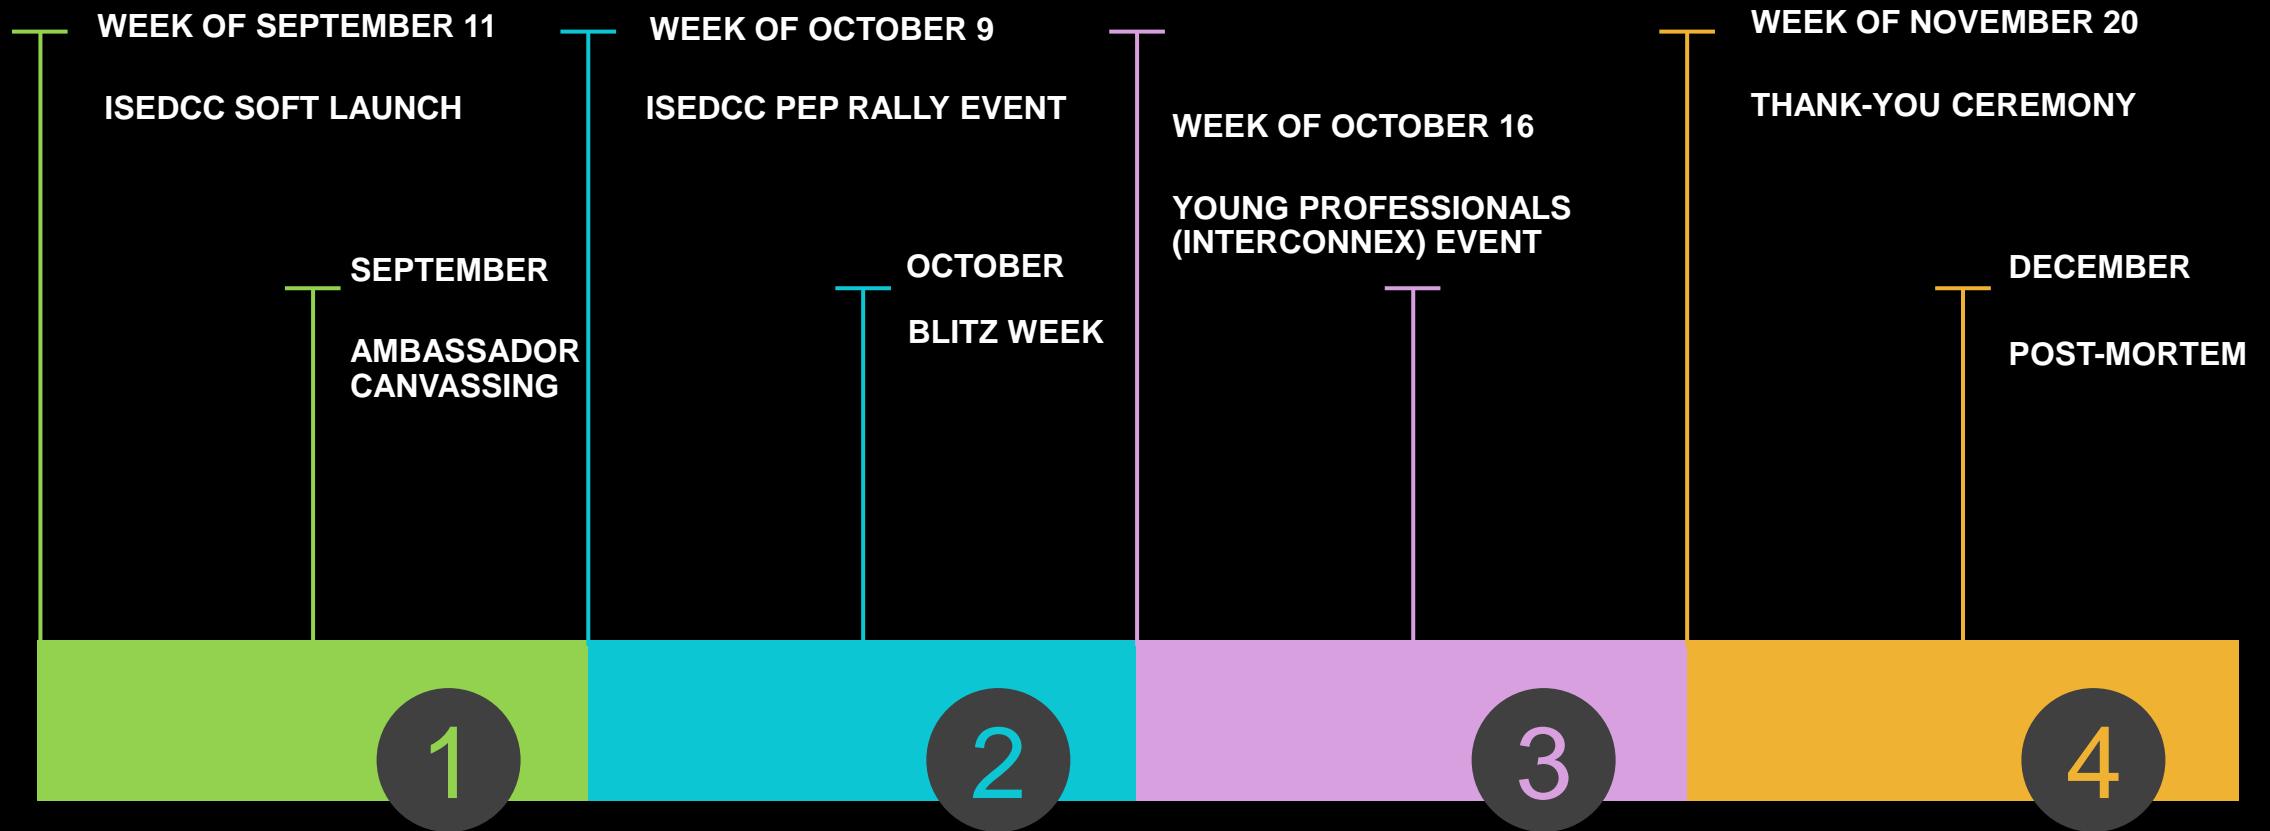 WEEK OF SEPTEMBER 11
ISEDCC SOFT LAUNCH
SEPTEMBER
AMBASSADOR
CANVASSING
WEEK OF OCTOBER 9
ISEDCC PEP RALLY EVENT
OCTOBER
BLITZ WEEK
WEEK OF OCTOBER 16
YOUNG PROFESSIONALS
(INTERCONNEX) EVENT
WEEK OF NOVEMBER 20
THANK-YOU CEREMONY
DECEMBER
POST-MORTEM
1
2
3
4